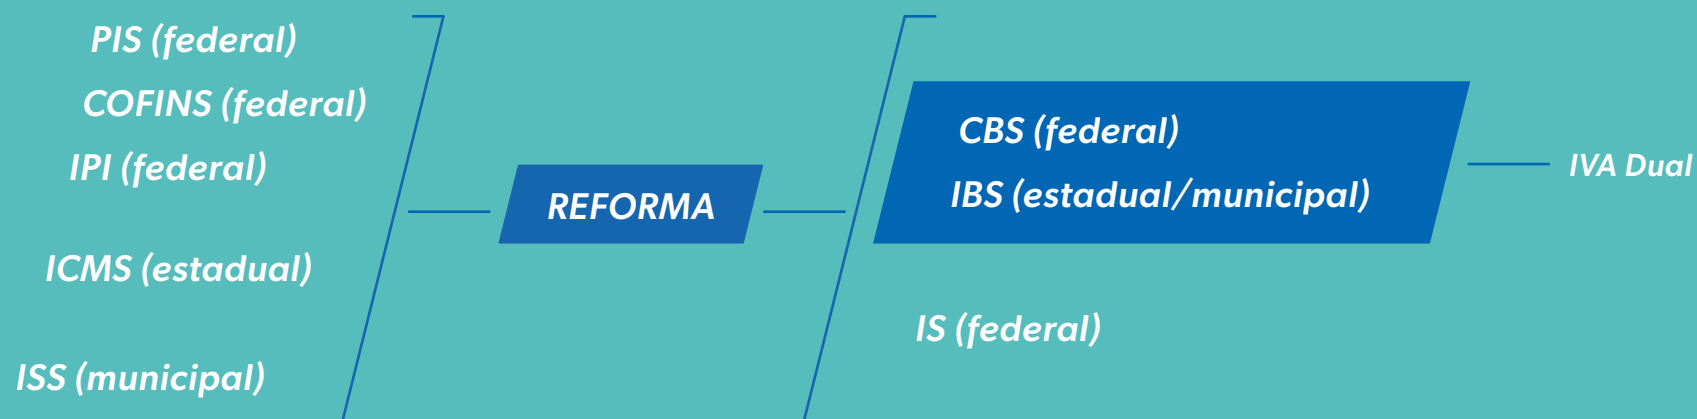 PIS (federal)
COFINS (federal)
IPI (federal)
ICMS (estadual)
ISS (municipal)
REFORMA
CBS (federal)
IBS (estadual/municipal)
IS (federal)
IVA Dual